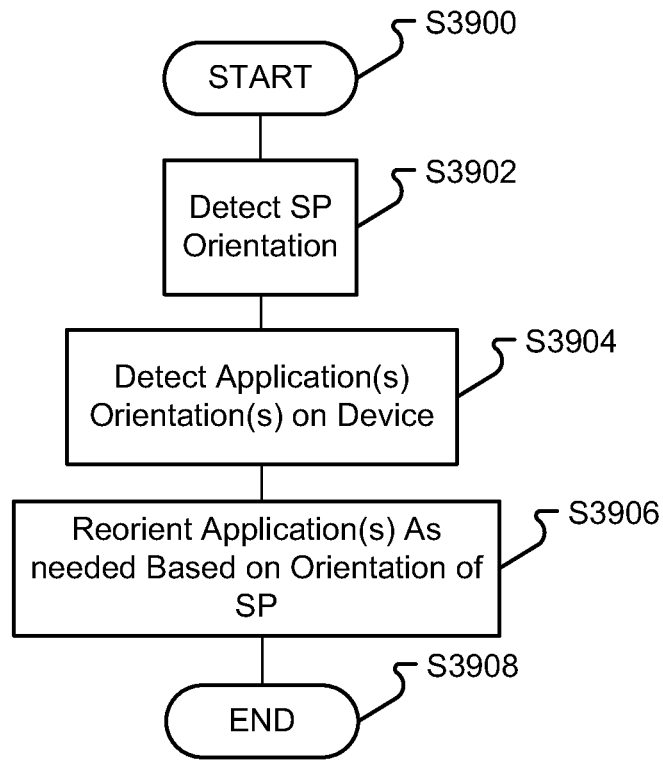 S3900
START
S3902
Detect SP
Orientation
S3904
Detect Application(s)
Orientation(s) on Device
S3906
Reorient Application(s) As
needed Based on Orientation of
SP
S3908
END